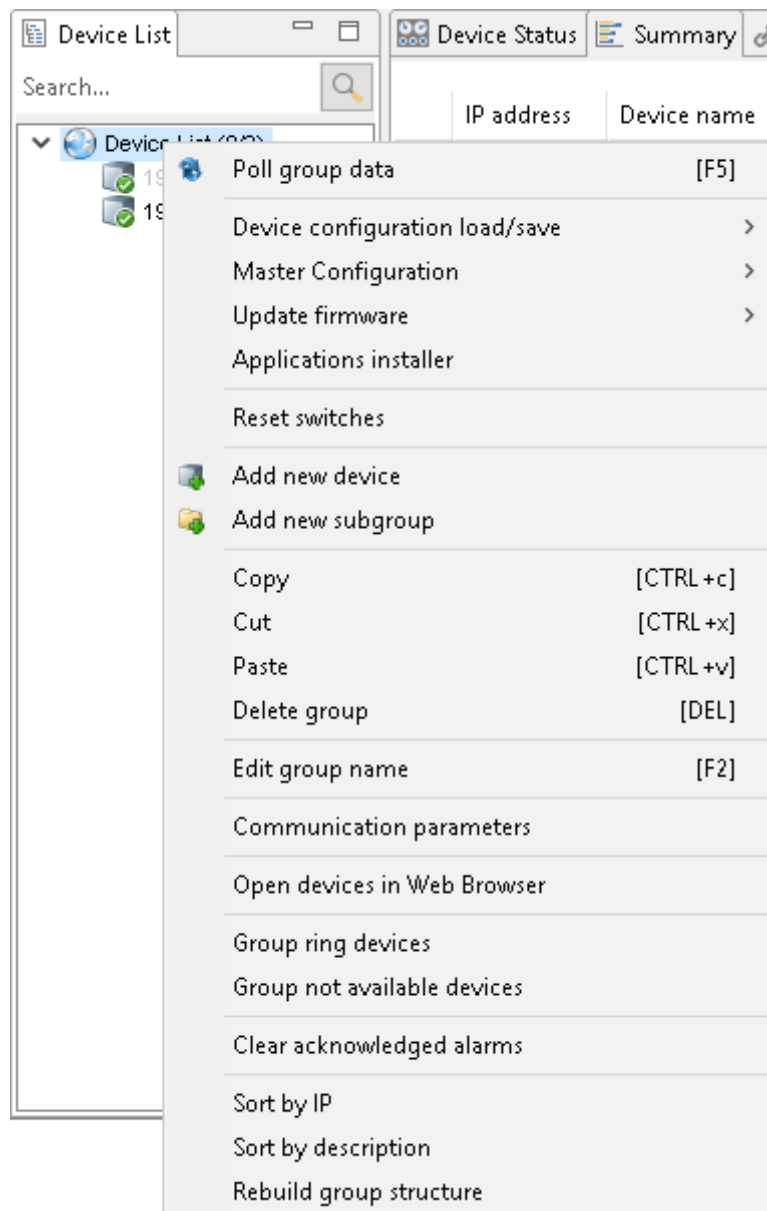 Device List
Device Status
Summary
Search...
IP address
Device name
Poll group data [F5]
Device configuration load/save
Master Configuration
Update firmware
Applications installer
Reset switches
Add new device
Add new subgroup
Copy [CTRL+c]
Cut [CTRL+x]
Paste [CTRL+v]
Delete group [DEL]
Edit group name [F2]
Communication parameters
Open devices in Web Browser
Group ring devices
Group not available devices
Clear acknowledged alarms
Sort by IP
Sort by description
Rebuild group structure